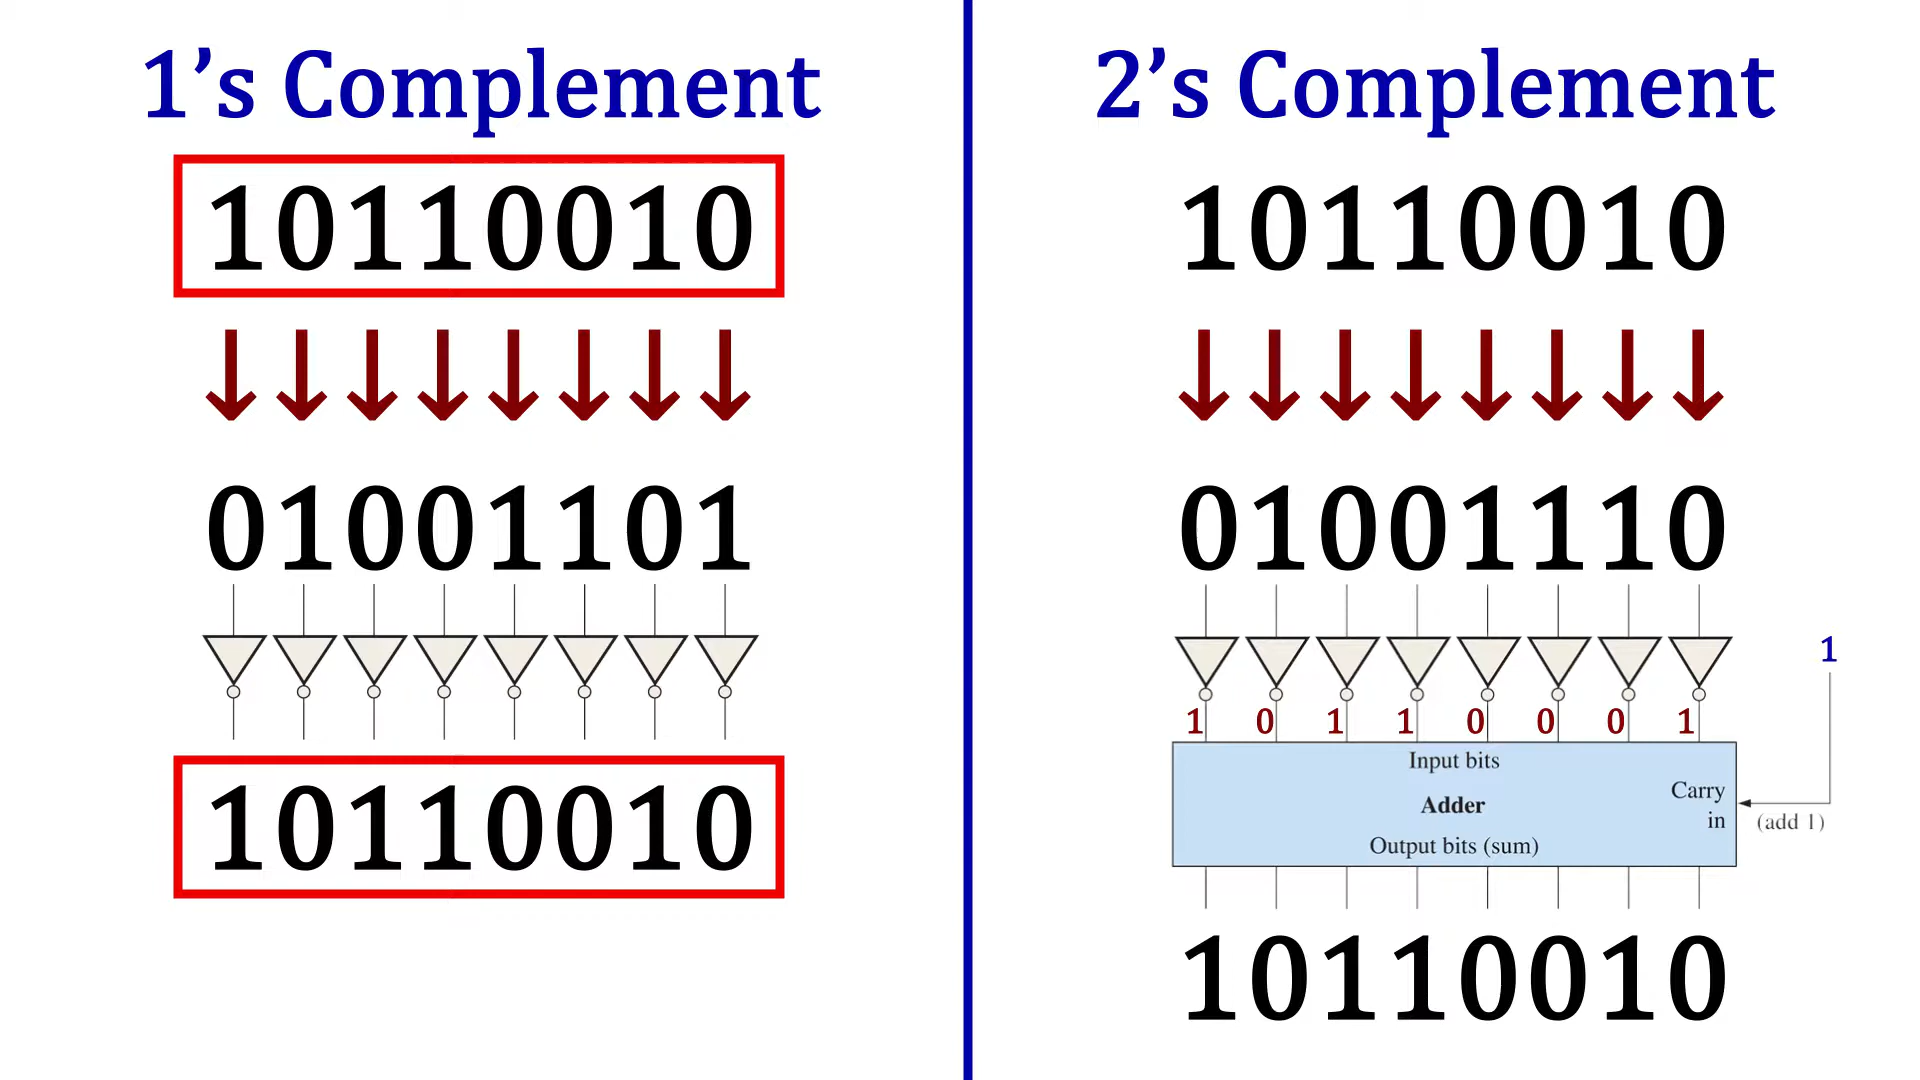 1’s Complement
10110010
01001101
10110010
2’s Complement
10110010
01001110
1
1 0 1 1 0 0 0 1
Input bits
Adder
Carry
in
(add 1)
Output bits (sum)
10110010